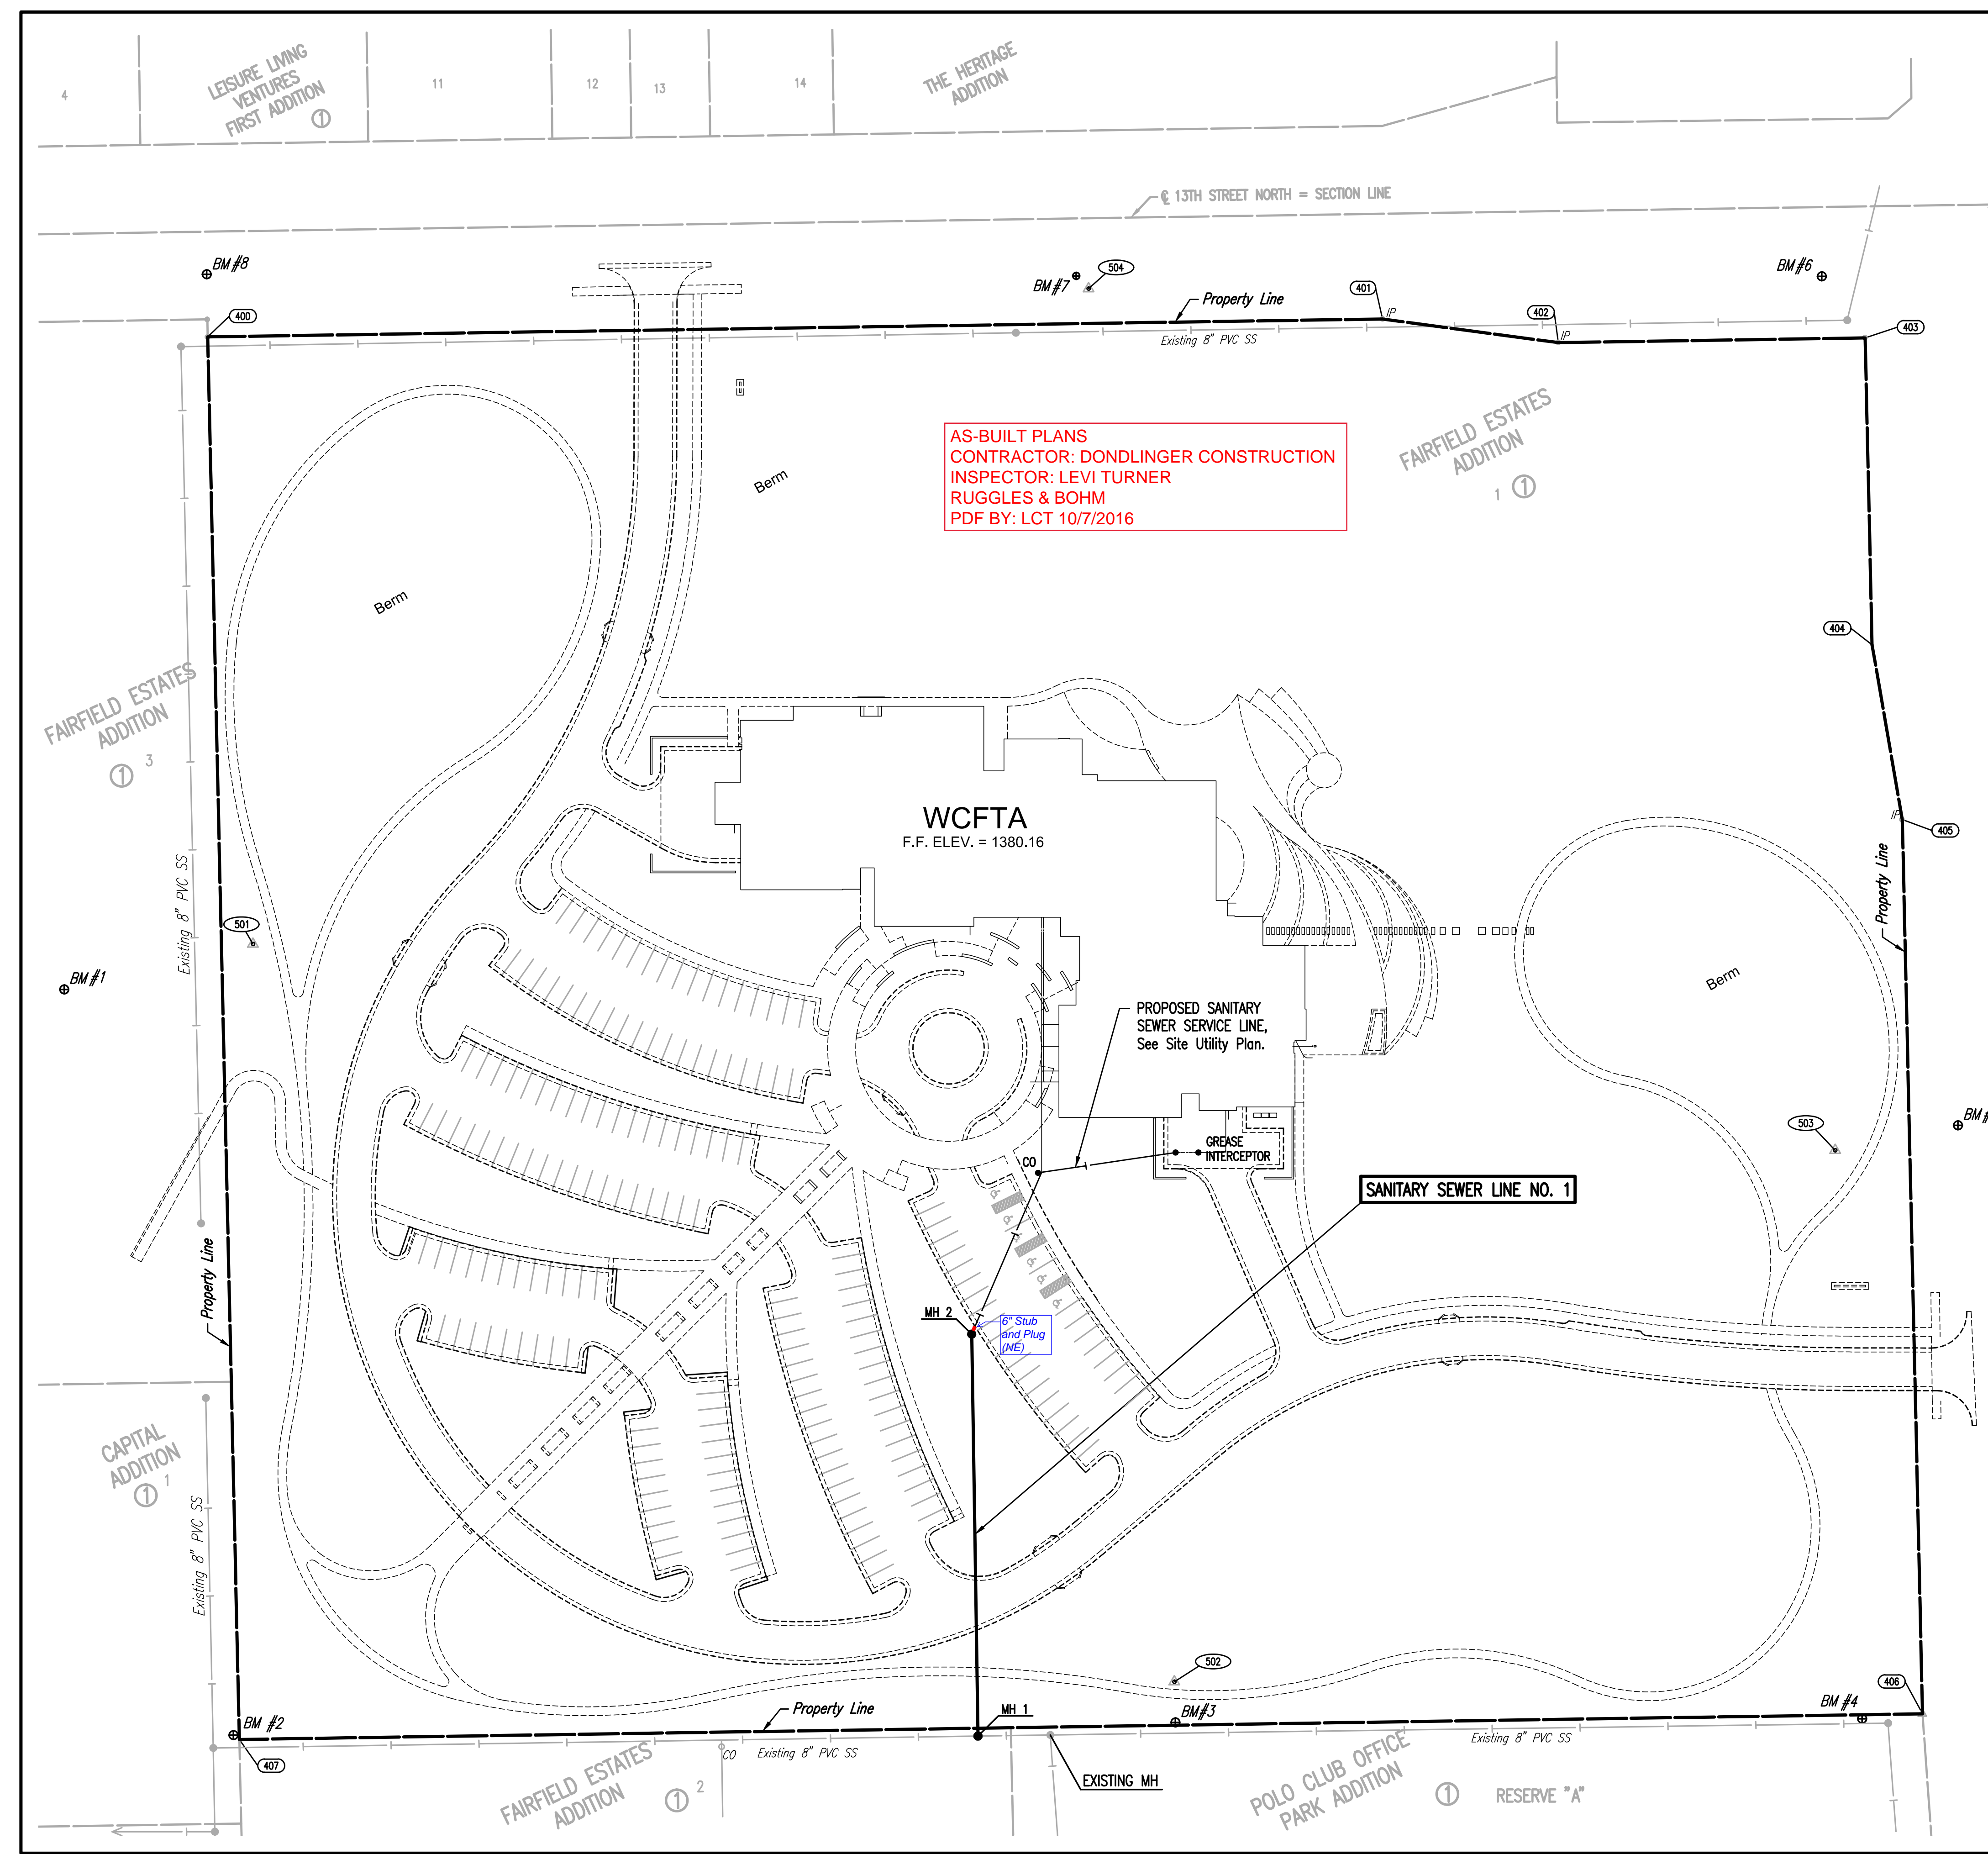 4
LEISURE LIVING
VENTURES
FIRST ADDITION
1
11
12
13
14
THE HERITAGE
ADDITION
℄ 13TH STREET NORTH = SECTION LINE
BM #8
BM #7
504
BM #6
400
Property Line
401
IP
402
IP
403
Existing 8" PVC SS
AS-BUILT PLANS
CONTRACTOR: DONDLINGER CONSTRUCTION
INSPECTOR: LEVI TURNER
RUGGLES & BOHM
PDF BY: LCT 10/7/2016
FAIRFIELD ESTATES
ADDITION
1 1
Berm
Berm
404
FAIRFIELD ESTATES
ADDITION
1 3
WCFTA
F.F. ELEV. = 1380.16
IP
405
Property Line
Existing 8" PVC SS
501
BM #1
Berm
PROPOSED SANITARY
SEWER SERVICE LINE,
See Site Utility Plan.
BM #
503
GREASE
INTERCEPTOR
CO
SANITARY SEWER LINE NO. 1
Property Line
MH 2
6" Stub
and Plug
(NE)
CAPITAL
ADDITION
1 1
Existing 8" PVC SS
502
406
BM #2
Property Line
MH 1
BM#3
BM #4
407
CO
Existing 8" PVC SS
Existing 8" PVC SS
FAIRFIELD ESTATES
ADDITION
1 2
EXISTING MH
POLO CLUB OFFICE
PARK ADDITION
1
RESERVE "A"